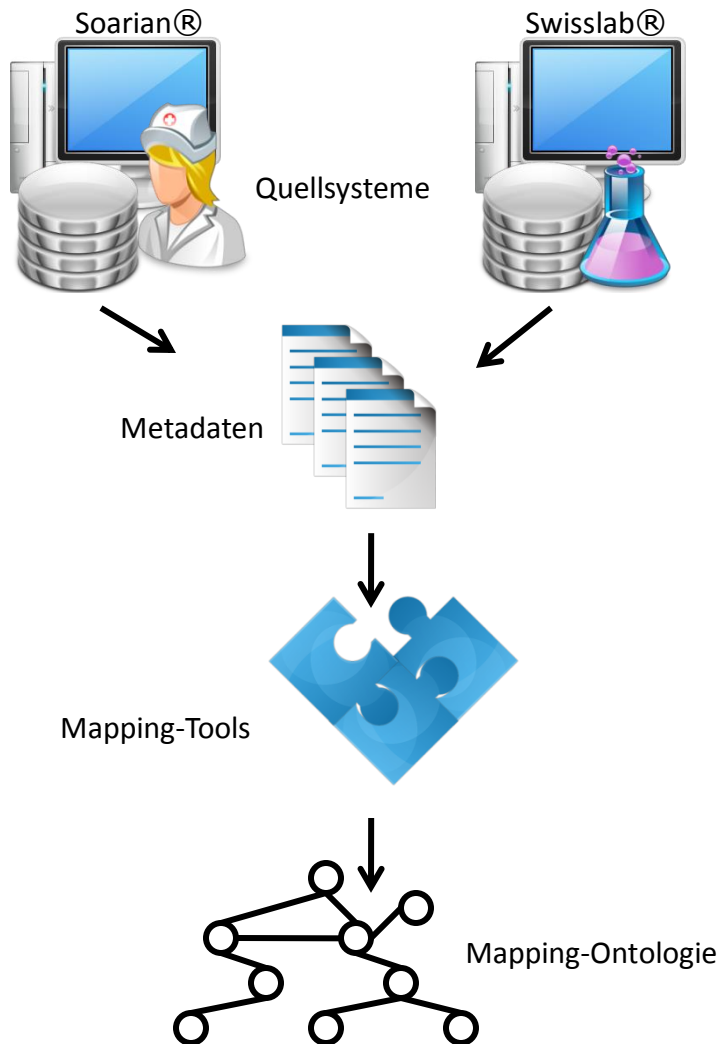 Soarian®
Swisslab®
Quellsysteme
Metadaten
Mapping-Tools
Mapping-Ontologie